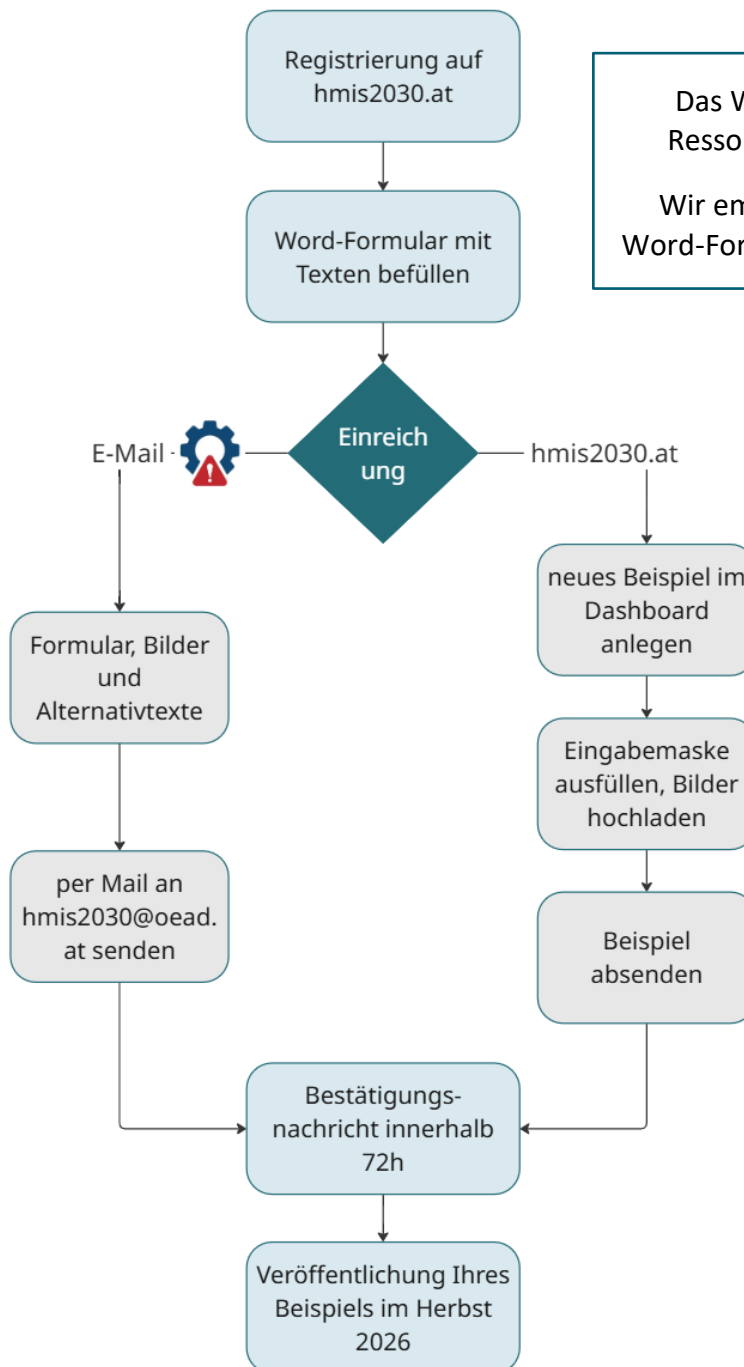 Registrierung auf
hmis2030.at
Das
Wir
Word-Formular mit
Texten befüllen
Einreich
ung
E-Mail
hmis2030.at
Formular, Bilder
und
Alternativtexte
per Mail an
hmis2030@oead.
at senden
neues Beispiel im
Dashboard
anlegen
Eingabemaske
ausfüllen, Bilder
hochladen
Beispiel
absenden
Bestätigungs-
nachricht innerhalb
72h
Veröffentlichung Ihres
Beispiels im Herbst
2026